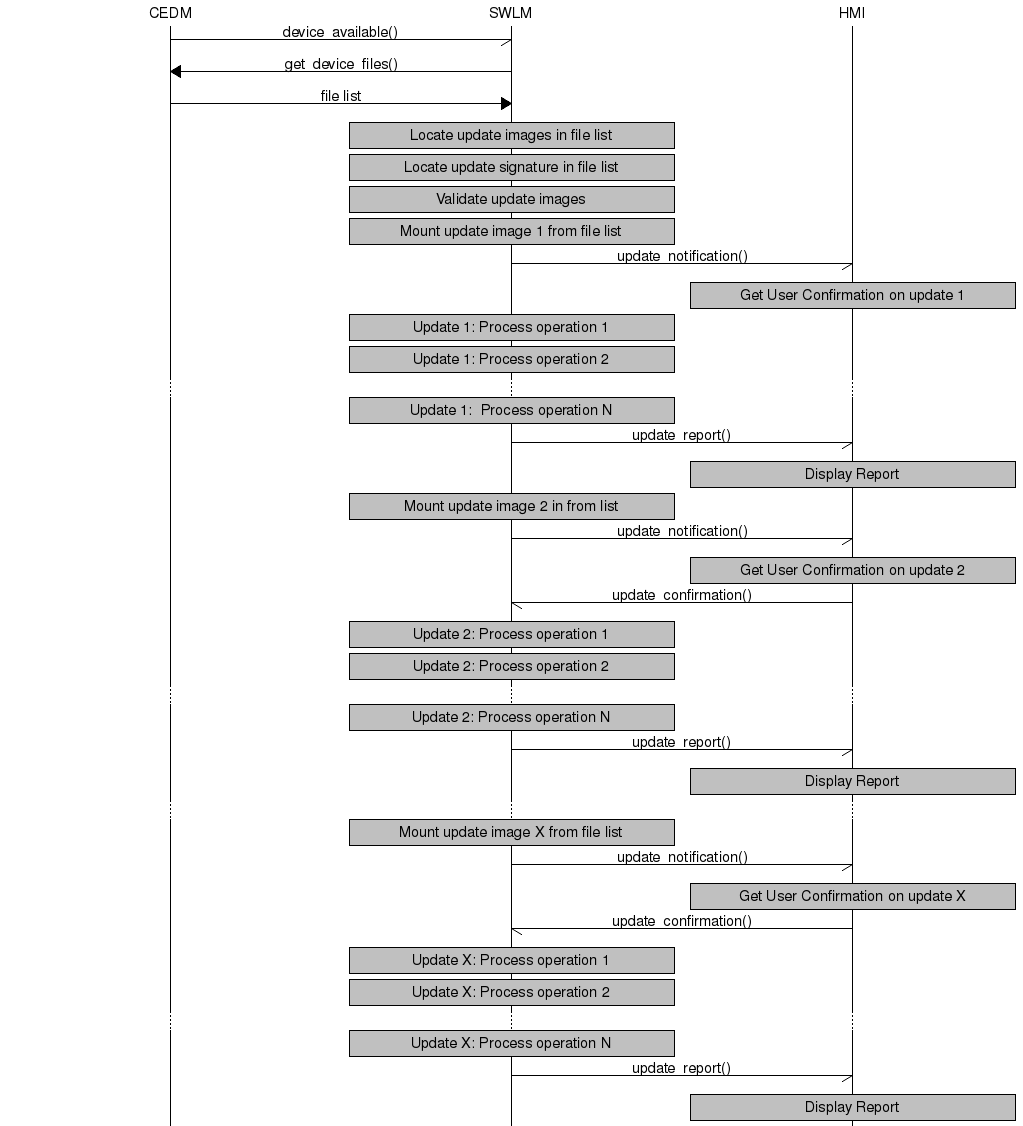 CEDM SWLM HMI
device_available()
get_device_files()
file list
Locate update images in file list
Locate update signature in file list
Validate update images
Mount update image 1 from file list
update_notification()
Get User Confirmation on update 1
Update 1: Process operation 1
Update 1: Process operation 2
Update 1:  Process operation N
update_report()
Display Report
Mount update image 2 in from list
update_notification()
Get User Confirmation on update 2
update_confirmation()
Update 2: Process operation 1
Update 2: Process operation 2
Update 2: Process operation N
update_report()
Display Report
Mount update image X from file list
update_notification()
Get User Confirmation on update X
update_confirmation()
Update X: Process operation 1
Update X: Process operation 2
Update X: Process operation N
update_report()
Display Report